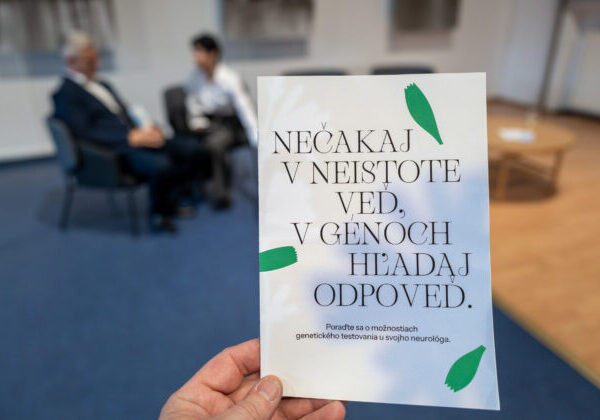 NEČAKAJ
V NEISTOTE
VEĎ,
V GÉNOCH
HĽADAJ
ODPOVEĎ.
Poraďte sa o možnostiach
genetického testovania u svojho neurológa.